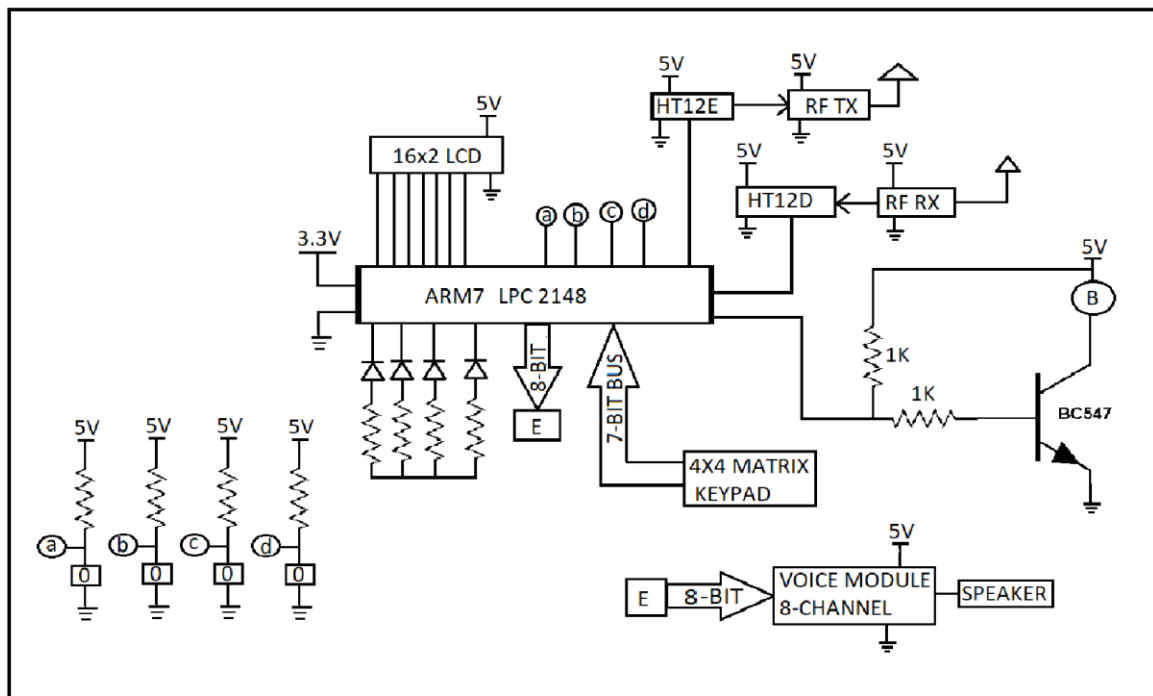 5V
5V
HT12E
RF TX
5V
16x2 LCD
5V
5V
HT12D
RF RX
a
b
c
d
3.3V
5V
ARM7 LPC 2148
B
1K
8-BIT
7-BIT BUS
1K
BC547
E
5V
5V
5V
5V
4X4 MATRIX
KEYPAD
a
b
c
d
0
0
0
0
5V
E
8-BIT
VOICE MODULE
8-CHANNEL
SPEAKER